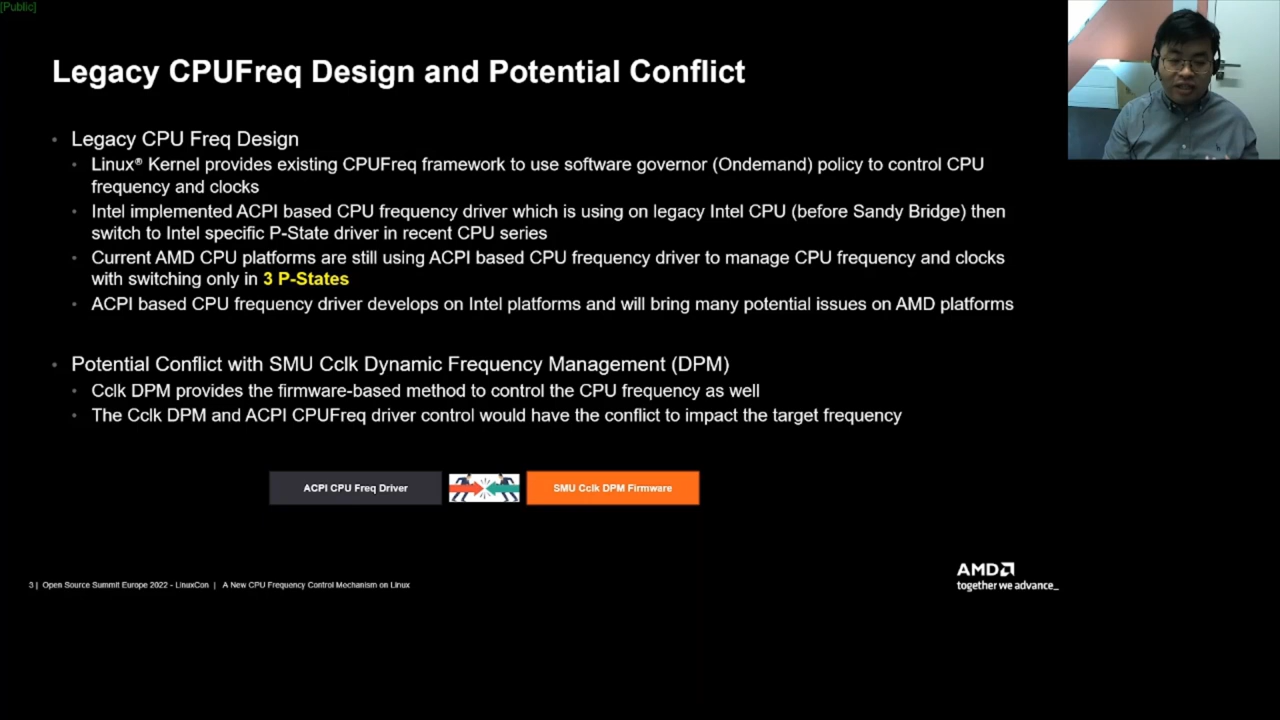 [Public]
Legacy CPUFreq Design and Potential Conflict
• Legacy CPU Freq Design
• Linux® Kernel provides existing CPUFreq framework to use software governor (Ondemand) policy to control CPU
frequency and clocks
• Intel implemented ACPI based CPU frequency driver which is using on legacy Intel CPU (before Sandy Bridge) then
switch to Intel specific P-State driver in recent CPU series
• Current AMD CPU platforms are still using ACPI based CPU frequency driver to manage CPU frequency and clocks
with switching only in 3 P-States
• ACPI based CPU frequency driver develops on Intel platforms and will bring many potential issues on AMD platforms
• Potential Conflict with SMU Cclk Dynamic Frequency Management (DPM)
• Cclk DPM provides the firmware-based method to control the CPU frequency as well
• The Cclk DPM and ACPI CPUFreq driver control would have the conflict to impact the target frequency
ACPI CPU Freq Driver
SMU Cclk DPM Firmware
3 | Open Source Summit Europe 2022 - LinuxCon | A New CPU Frequency Control Mechanism on Linux
AMD
together we advance_